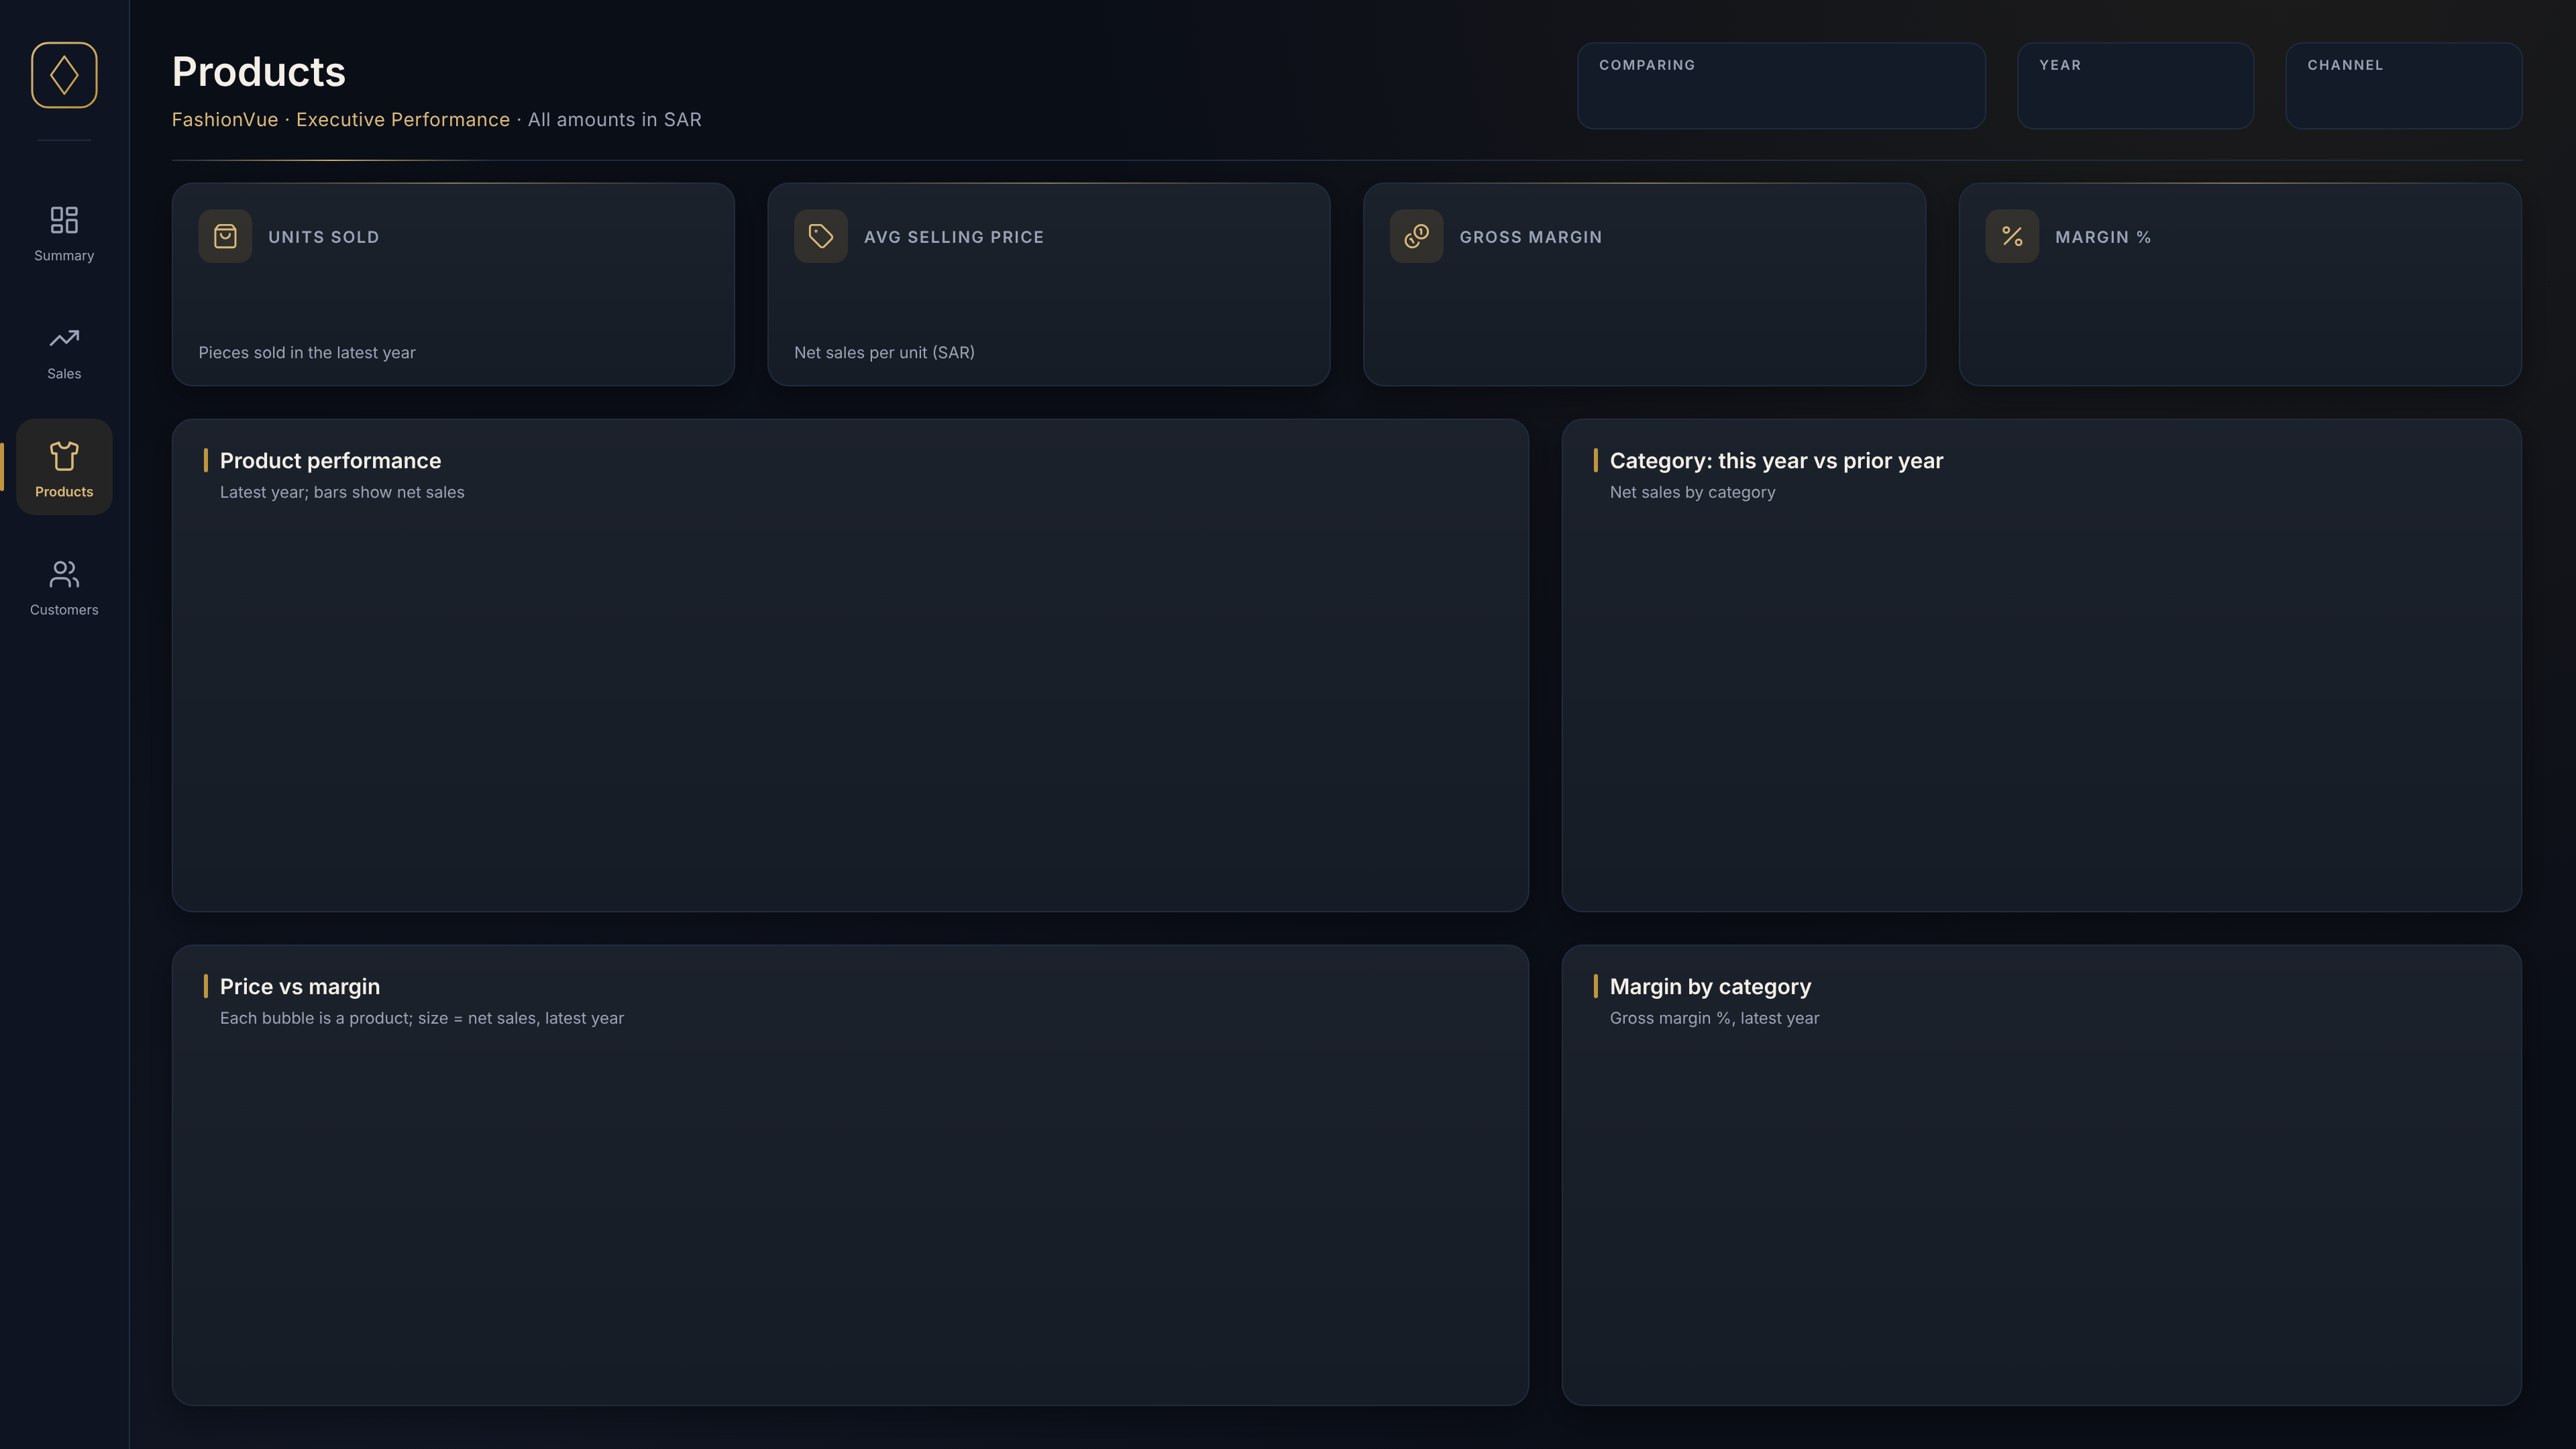 Products
FashionVue · Executive Performance · All amounts in SAR
COMPARING
YEAR
CHANNEL
Summary
Sales
Products
Customers
UNITS SOLD
Pieces sold in the latest year
AVG SELLING PRICE
Net sales per unit (SAR)
GROSS MARGIN
MARGIN %
Product performance
Latest year; bars show net sales
Category: this year vs prior year
Net sales by category
Price vs margin
Each bubble is a product; size = net sales, latest year
Margin by category
Gross margin %, latest year